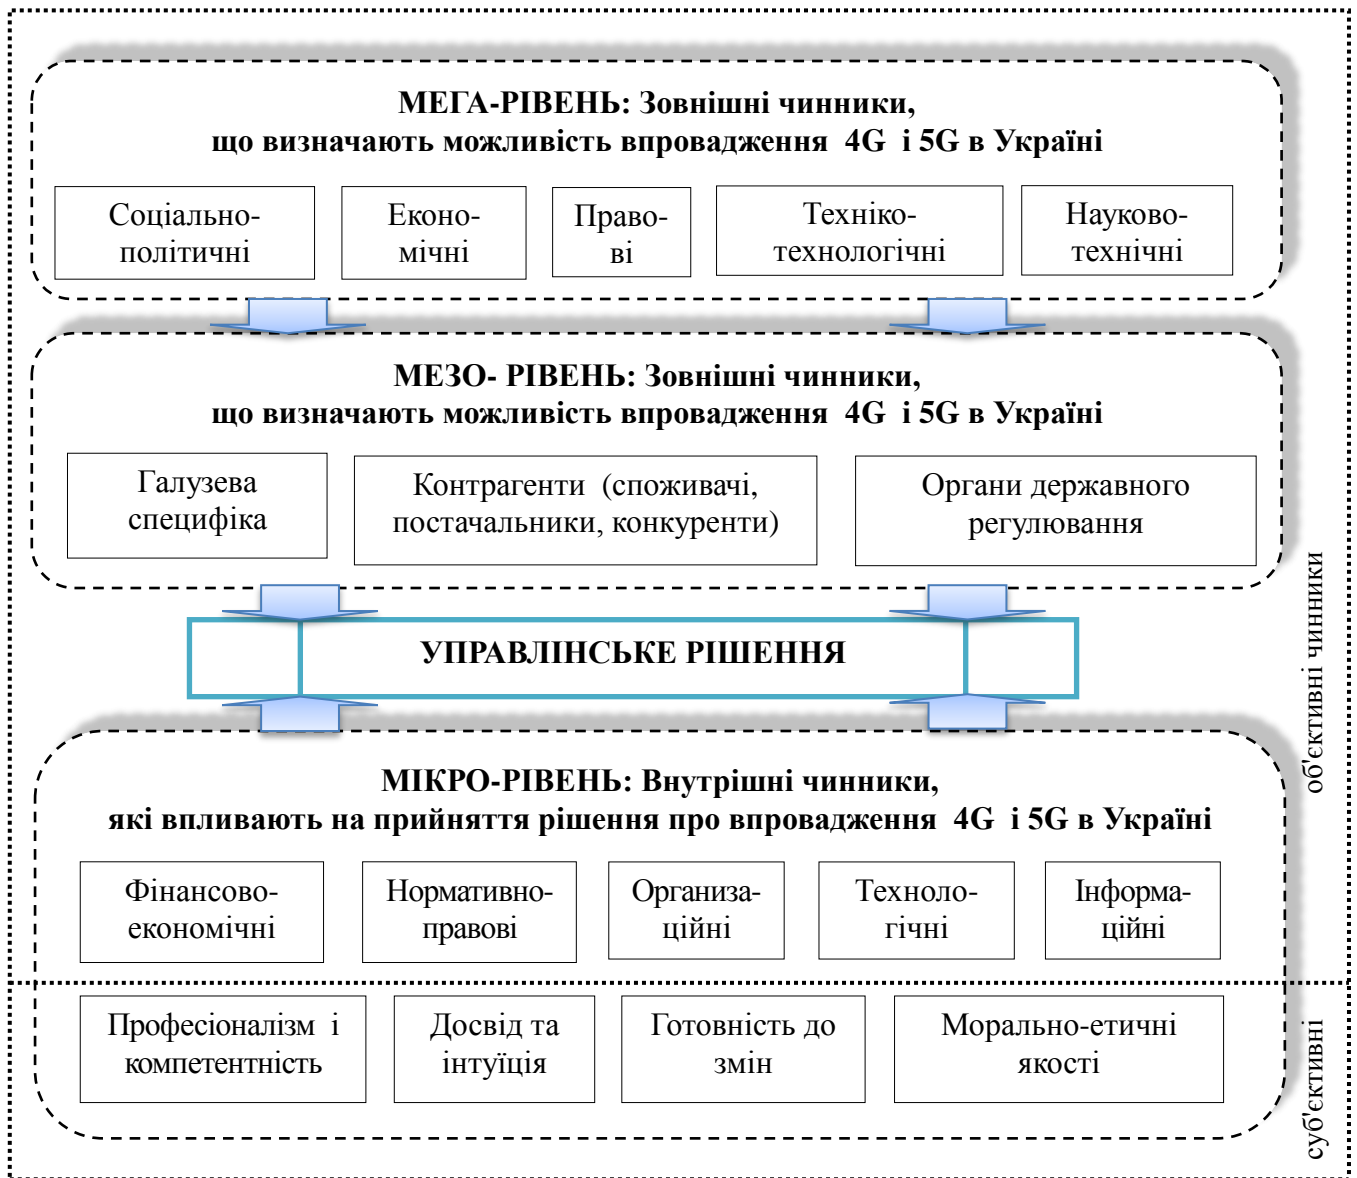 МЕГА-РІВЕНЬ: Зовнішні чинники,
що визначають можливість впровадження 4G і 5G в Україні
Соціально-
політичні
Еконо-
мічні
Право-
ві
Техніко-
технологічні
Науково-
технічні
МЕЗО- РІВЕНЬ: Зовнішні чинники,
що визначають можливість впровадження 4G і 5G в Україні
Галузева
специфіка
Контрагенти (споживачі,
постачальники, конкуренти)
Органи державного
регулювання
УПРАВЛІНСЬКЕ РІШЕННЯ
МІКРО-РІВЕНЬ: Внутрішні чинники,
які впливають на прийняття рішення про впровадження 4G і 5G в Україні
Фінансово-
економічні
Нормативно-
правові
Организа-
ційні
Техноло-
гічні
Інформа-
ційні
Професіоналізм і
компетентність
Досвід та
інтуїція
Готовність до
змін
Морально-етичні
якості
об'єктивні чинники
суб'єктивні